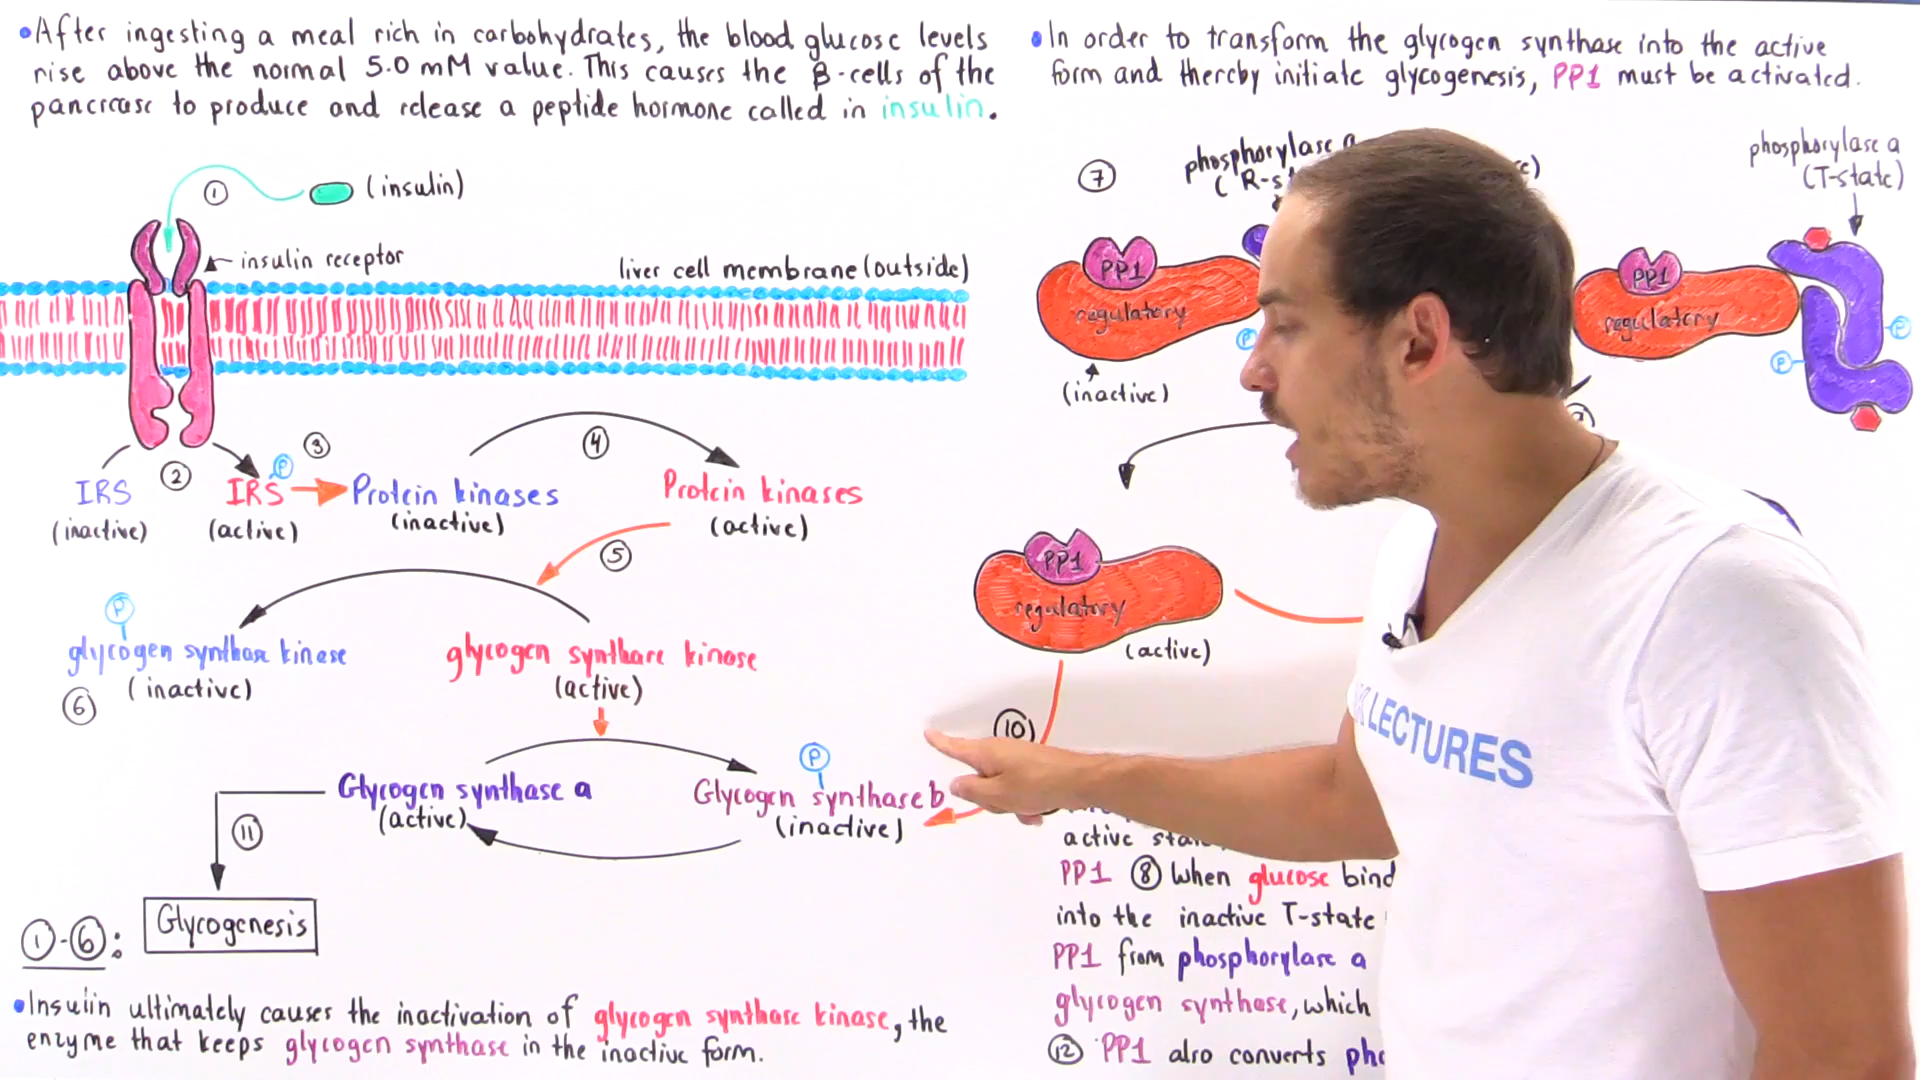 •After ingesting a meal rich in carbohydrates, the blood glucose levels
rise above the normal 5.0 mM value. This causes the β-cells of the
pancrease to produce and release a peptide hormone called in insulin.
① (insulin)
insulin receptor
liver cell membrane (outside)
③ ④
P
② IRS IRS Protein kinases Protein kinases
(inactive) (active) (inactive) (active)
⑤
P
glycogen synthase kinase glycogen synthase kinase
⑥ (inactive) (active)
P
Glycogen synthase a Glycogen synthase b
(active) (inactive)
⑪
Glycogenesis
①-⑥:
•Insulin ultimately causes the inactivation of glycogen synthase kinase, the
enzyme that keeps glycogen synthase in the inactive form.
•In order to transform the glycogen synthase into the active
form and thereby initiate glycogenesis, PP1 must be activated.
⑦ phosphorylase a
(R-s
phosphorylase a
(T-state)
PP1 PP1
regulatory regulatory
P P P
(inactive)
PP1
regulatory
(active)
⑩
LECTURES
active
PP1 ⑧ When glucose bind
into the inactive T-state
PP1 from phosphorylase a
glycogen synthase, which
⑫ PP1 also converts pho